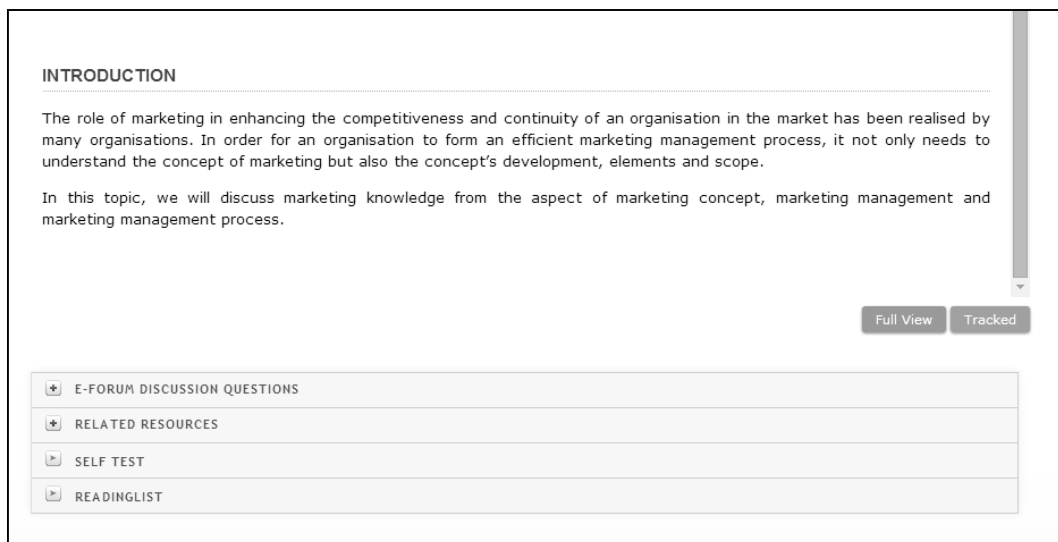 INTRODUCTION
The role of marketing in enhancing the competitiveness and continuity of an organisation in the market has been realised by
many organisations. In order for an organisation to form an efficient marketing management process, it not only needs to
understand the concept of marketing but also the concept’s development, elements and scope.
In this topic, we will discuss marketing knowledge from the aspect of marketing concept, marketing management and
marketing management process.
Full View Tracked
E-FORUM DISCUSSION QUESTIONS
RELATED RESOURCES
SELF TEST
READINGLIST